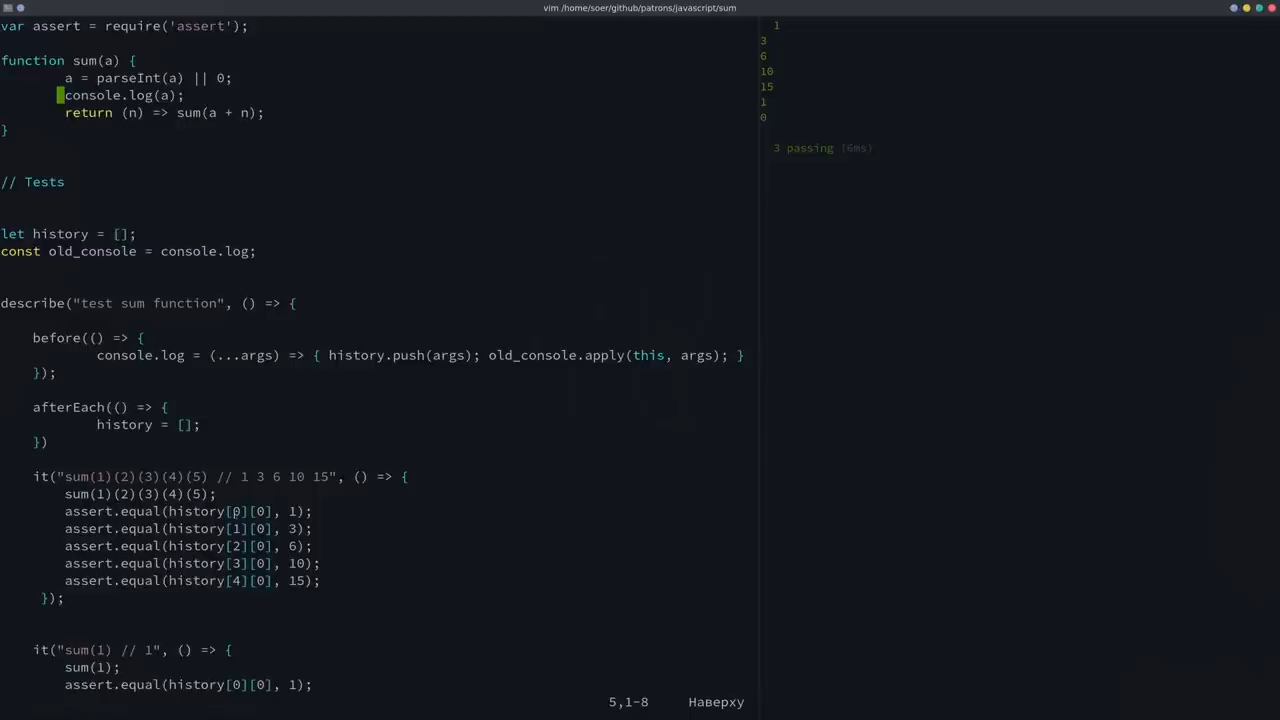 vim /home/soer/github/patrons/javascript/sum
var assert = require('assert');
function sum(a) {
a = parseInt(a) || 0;
console.log(a);
return (n) => sum(a + n);
}
// Tests
let history = [];
const old_console = console.log;
describe("test sum function", () => {
before(() => {
console.log = (...args) => { history.push(args); old_console.apply(this, args); }
});
afterEach(() => {
history = [];
})
it("sum(1)(2)(3)(4)(5) // 1 3 6 10 15", () => {
sum(1)(2)(3)(4)(5);
assert.equal(history[0][0], 1);
assert.equal(history[1][0], 3);
assert.equal(history[2][0], 6);
assert.equal(history[3][0], 10);
assert.equal(history[4][0], 15);
});
it("sum(1) // 1", () => {
sum(1);
assert.equal(history[0][0], 1);
5,1-8 Наверху
1
3
6
10
15
1
0
3 passing (6ms)